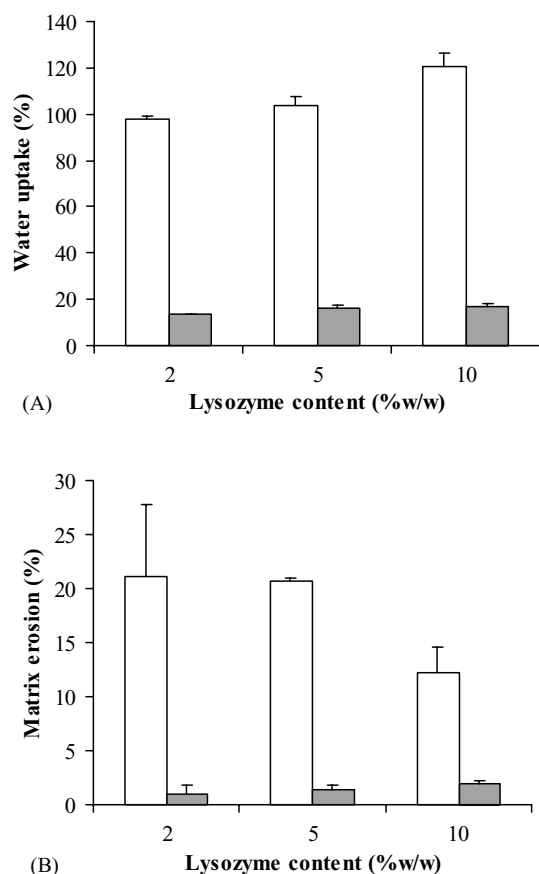 140
120
100
80
60
40
20
0
Water uptake (%)
2 5 10
(A) Lysozyme content (%w/w)
30
25
20
15
10
5
0
Matrix erosion (%)
2 5 10
(B) Lysozyme content (%w/w)